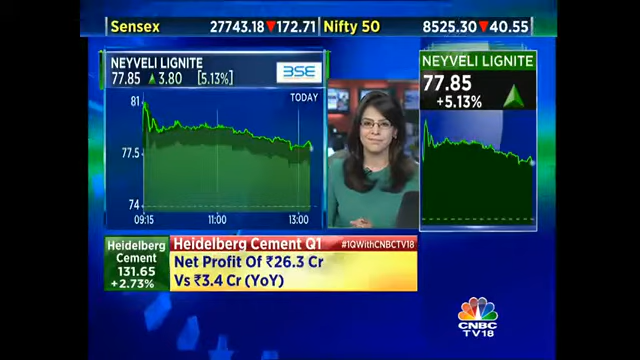 Sensex 27743.18▼172.71 Nifty 50 8525.30▼40.55
NEYVELI LIGNITE
77.85 ▲ 3.80 [5.13%]
BSE
TODAY
81
77.5
74
09:15 11:00 13:00
NEYVELI LIGNITE
77.85
+5.13%
Heidelberg
Cement
131.65
+2.73%
Heidelberg Cement Q1 #1QWithCNBCTV18
Net Profit Of ₹26.3 Cr
Vs ₹3.4 Cr (YoY)
CNBC
TV18